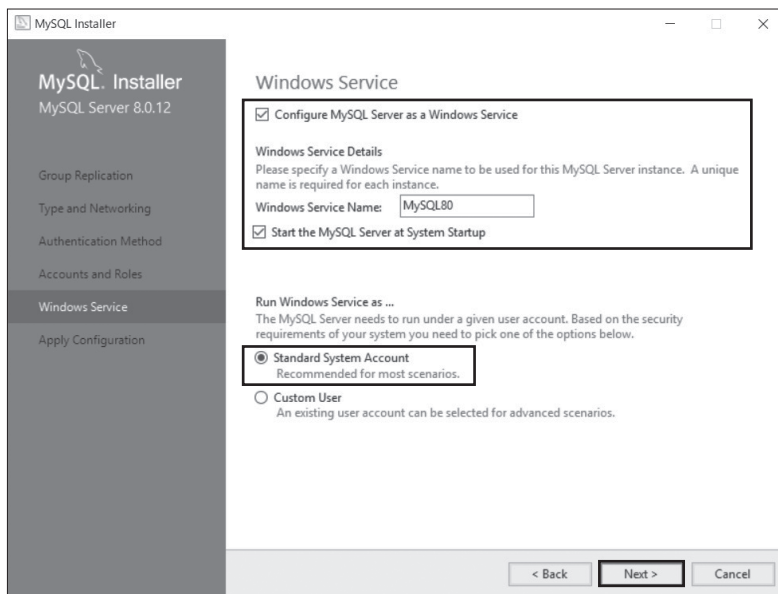 MySQL Installer
MySQL. Installer
MySQL Server 8.0.12
Group Replication
Type and Networking
Authentication Method
Accounts and Roles
Windows Service
Apply Configuration
Windows Service
Configure MySQL Server as a Windows Service
Windows Service Details
Please specify a Windows Service name to be used for this MySQL Server instance. A unique
name is required for each instance.
Windows Service Name: MySQL80
Start the MySQL Server at System Startup
Run Windows Service as ...
The MySQL Server needs to run under a given user account. Based on the security
requirements of your system you need to pick one of the options below.
Standard System Account
Recommended for most scenarios.
Custom User
An existing user account can be selected for advanced scenarios.
< Back Next > Cancel